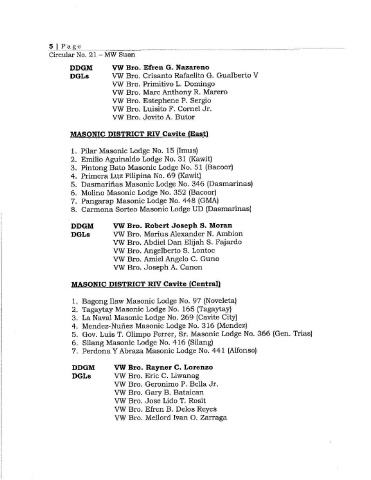 5 | P a g e
Circular No. 21 – MW Suan
DDGM VW Bro. Efren G. Nazareno
DGLs VW Bro. Crisanto Rafaelito G. Gualberto V
VW Bro. Primitivo L. Domingo
VW Bro. Marc Anthony R. Marero
VW Bro. Estephene P. Sergio
VW Bro. Luisito F. Cornel Jr.
VW Bro. Jovito A. Butor
MASONIC DISTRICT RIV Cavite (East)
1. Pilar Masonic Lodge No. 15 (Imus)
2. Emilio Aguinaldo Lodge No. 31 (Kawit)
3. Pintong Bato Masonic Lodge No. 51 (Bacoor)
4. Primera Luz Filipina No. 69 (Kawit)
5. Dasmariñas Masonic Lodge No. 346 (Dasmarinas)
6. Molino Masonic Lodge No. 352 (Bacoor)
7. Pangarap Masonic Lodge No. 448 (GMA)
8. Carmona Sorteo Masonic Lodge UD (Dasmarinas)
DDGM VW Bro. Robert Joseph S. Moran
DGLs VW Bro. Marius Alexander N. Ambion
VW Bro. Abdiel Dan Elijah S. Fajardo
VW Bro. Angelberto S. Lontoc
VW Bro. Amiel Angelo C. Guno
VW Bro. Joseph A. Canon
MASONIC DISTRICT RIV Cavite (Central)
1. Bagong Ilaw Masonic Lodge No. 97 (Noveleta)
2. Tagaytay Masonic Lodge No. 165 (Tagaytay)
3. La Naval Masonic Lodge No. 269 (Cavite City)
4. Mendez-Nuñez Masonic Lodge No. 316 (Mendez)
5. Gov. Luis T. Olimpo Ferrer, Sr. Masonic Lodge No. 366 (Gen. Trias)
6. Silang Masonic Lodge No. 416 (Silang)
7. Perdona Y Abraza Masonic Lodge No. 441 (Alfonso)
DDGM VW Bro. Rayner C. Lorenzo
DGLs VW Bro. Eric C. Liwanag
VW Bro. Geronimo P. Bella Jr.
VW Bro. Gary B. Bataican
VW Bro. Jose Lido T. Rosit
VW Bro. Efren B. Delos Reyes
VW Bro. Mellord Ivan O. Zarraga